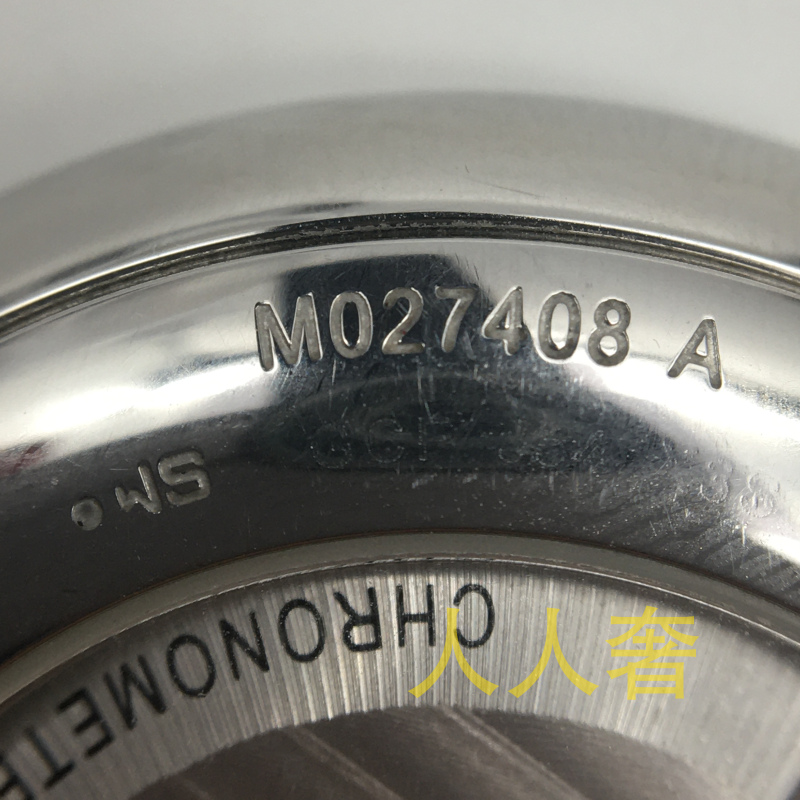 M027408 A
SM
CHRONOMETE
人人奢